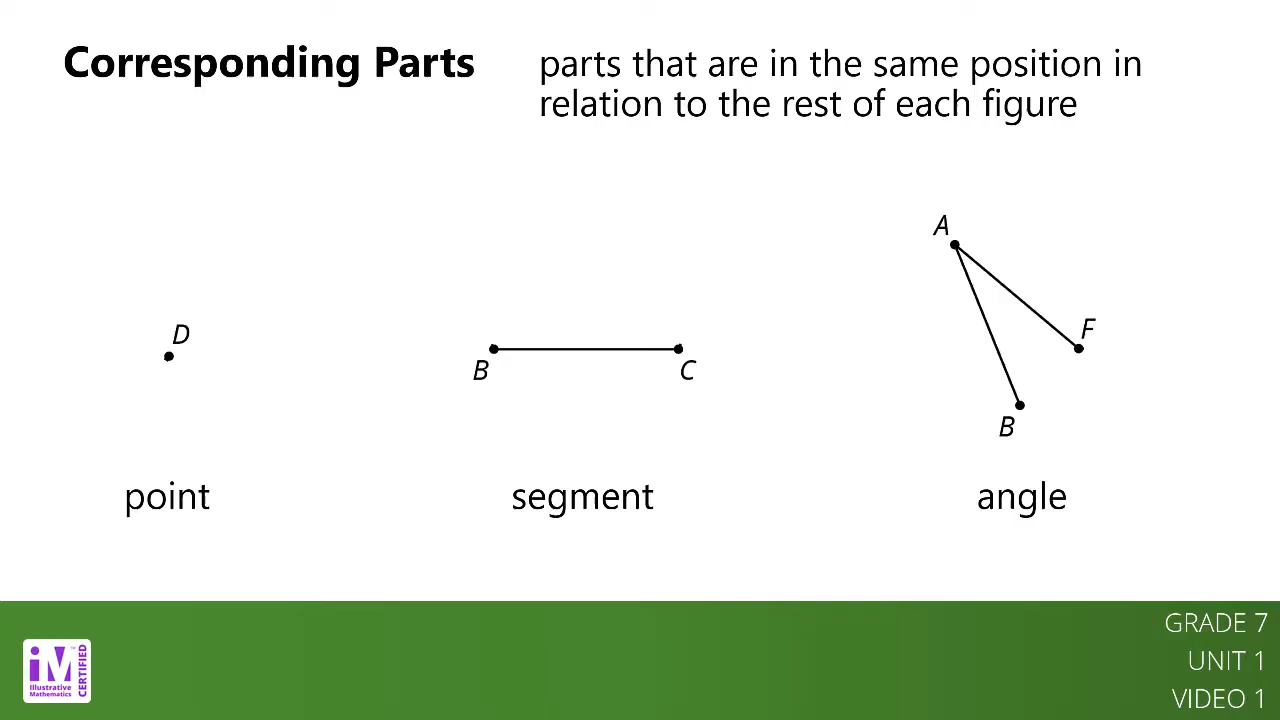 Corresponding Parts
parts that are in the same position in
relation to the rest of each figure
A
D
F
B
C
B
point
segment
angle
GRADE 7
UNIT 1
VIDEO 1
iM™
Illustrative
Mathematics
CERTIFIED